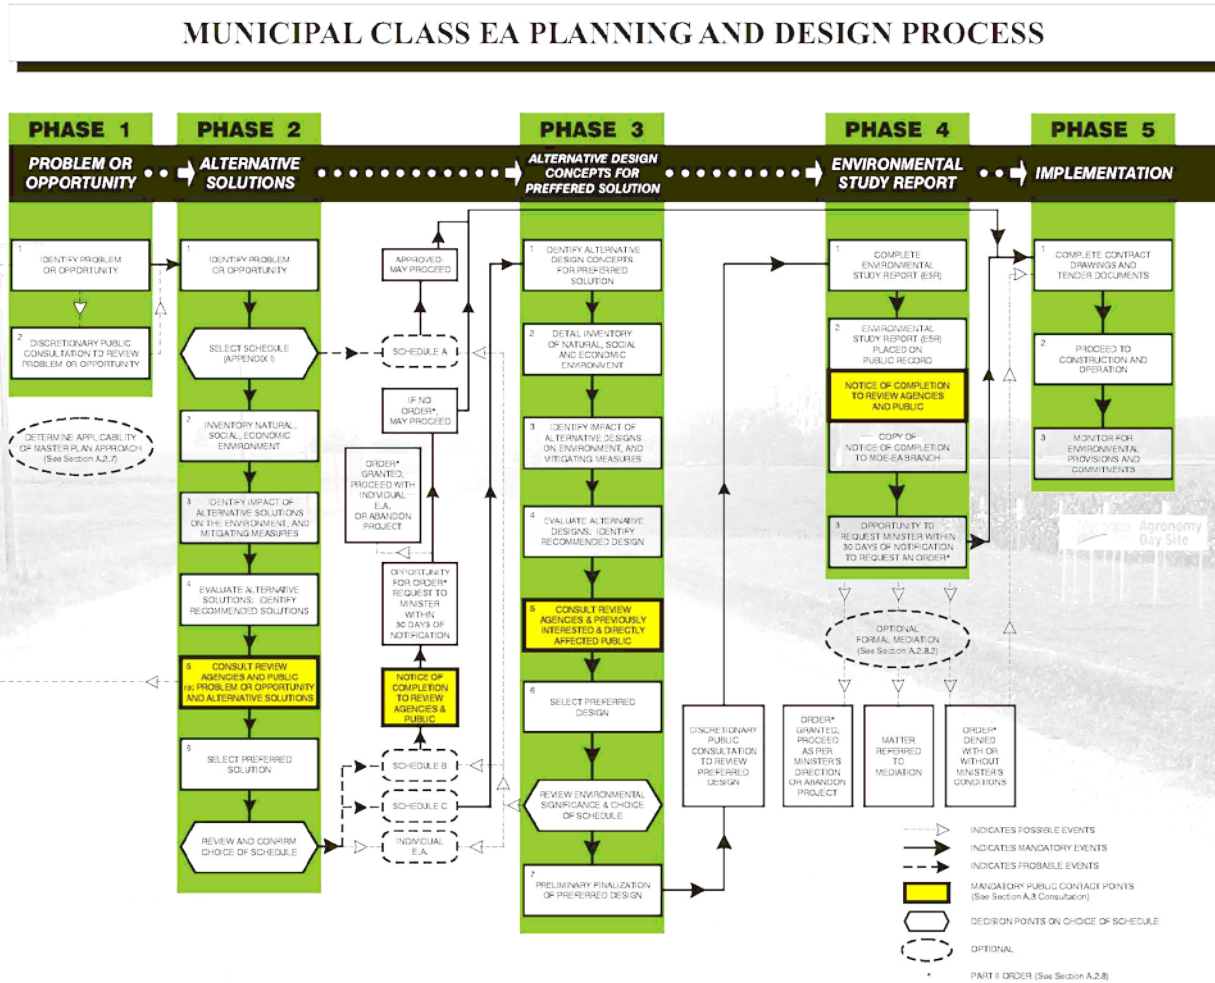 MUNICIPAL CLASS EA PLANNING AND DESIGN PROCESS
PHASE 1
PROBLEM OR
OPPORTUNITY
1
IDENTIFY PROBLEM
OR OPPORTUNITY
2
DISCRETIONARY PUBLIC
CONSULTATION TO REVIEW
PROBLEM OR OPPORTUNITY
DETERMINE APPLICABILITY
OF MASTER PLAN APPROACH
(See Section A.2.7)
PHASE 2
ALTERNATIVE
SOLUTIONS
1
IDENTIFY PROBLEM
OR OPPORTUNITY
SELECT SCHEDULE
(APPENDIX I)
2
INVENTORY NATURAL,
SOCIAL, ECONOMIC
ENVIRONMENT
3
IDENTIFY IMPACT OF
ALTERNATIVE SOLUTIONS
ON THE ENVIRONMENT, AND
MITIGATING MEASURES
4
EVALUATE ALTERNATIVE
SOLUTIONS: IDENTIFY
RECOMMENDED SOLUTIONS
5
CONSULT REVIEW
AGENCIES AND PUBLIC
re: PROBLEM OR OPPORTUNITY
AND ALTERNATIVE SOLUTIONS
6
SELECT PREFERRED
SOLUTION
REVIEW AND CONFIRM
CHOICE OF SCHEDULE
APPROVED-
MAY PROCEED
SCHEDULE A
IF NO
ORDER*,
MAY PROCEED
ORDER*
GRANTED,
PROCEED WITH
INDIVIDUAL
E.A.
OR ABANDON
PROJECT
OPPORTUNITY
FOR ORDER*
REQUEST TO
MINISTER
WITHIN
30 DAYS OF
NOTIFICATION
NOTICE OF
COMPLETION
TO REVIEW
AGENCIES &
PUBLIC
SCHEDULE B
SCHEDULE C
INDIVIDUAL
E.A.
PHASE 3
ALTERNATIVE DESIGN
CONCEPTS FOR
PREFFERED SOLUTION
1
IDENTIFY ALTERNATIVE
DESIGN CONCEPTS
FOR PREFERRED
SOLUTION
2
DETAIL INVENTORY
OF NATURAL, SOCIAL
AND ECONOMIC
ENVIRONMENT
3
IDENTIFY IMPACT OF
ALTERNATIVE DESIGNS
ON ENVIRONMENT, AND
MITIGATING MEASURES
4
EVALUATE ALTERNATIVE
DESIGNS: IDENTIFY
RECOMMENDED DESIGN
5
CONSULT REVIEW
AGENCIES & PREVIOUSLY
INTERESTED & DIRECTLY
AFFECTED PUBLIC
6
SELECT PREFERRED
DESIGN
REVIEW ENVIRONMENTAL
SIGNIFICANCE & CHOICE
OF SCHEDULE
7
PRELIMINARY FINALIZATION
OF PREFERRED DESIGN
DISCRETIONARY
PUBLIC
CONSULTATION
TO REVIEW
PREFERRED
DESIGN
PHASE 4
ENVIRONMENTAL
STUDY REPORT
1
COMPLETE
ENVIRONMENTAL
STUDY REPORT (ESR)
2
ENVIRONMENTAL
STUDY REPORT (ESR)
PLACED ON
PUBLIC RECORD
NOTICE OF COMPLETION
TO REVIEW AGENCIES
AND PUBLIC
COPY OF
NOTICE OF COMPLETION
TO MOE-EA BRANCH
3
OPPORTUNITY TO
REQUEST MINISTER WITHIN
30 DAYS OF NOTIFICATION
TO REQUEST AN ORDER*
OPTIONAL
FORMAL MEDIATION
(See Section A.2.8.2)
ORDER*
GRANTED,
PROCEED
AS PER
MINISTER'S
DIRECTION
OR ABANDON
PROJECT
MATTER
REFERRED
TO
MEDIATION
ORDER*
DENIED
WITH OR
WITHOUT
MINISTER'S
CONDITIONS
PHASE 5
IMPLEMENTATION
1
COMPLETE CONTRACT
DRAWINGS AND
TENDER DOCUMENTS
2
PROCEED TO
CONSTRUCTION AND
OPERATION
3
MONITOR FOR
ENVIRONMENTAL
PROVISIONS AND
COMMITMENTS
Agronomy
Day Site
INDICATES POSSIBLE EVENTS
INDICATES MANDATORY EVENTS
INDICATES PROBABLE EVENTS
MANDATORY PUBLIC CONTACT POINTS
(See Section A.3 Consultation)
DECISION POINTS ON CHOICE OF SCHEDULE
OPTIONAL
* PART II ORDER (See Section A.2.8)